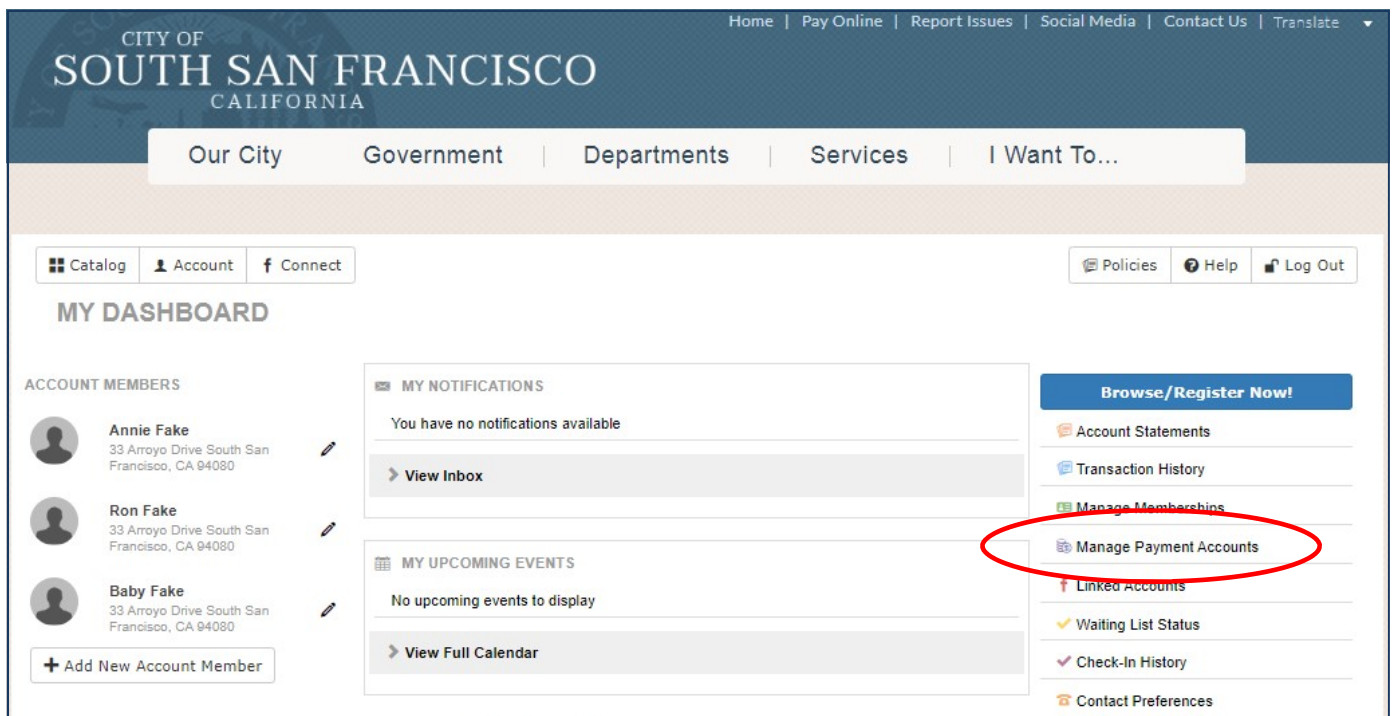 Home | Pay Online | Report Issues | Social Media | Contact Us | Translate
CITY OF
SOUTH SAN FRANCISCO
CALIFORNIA
Our City Government | Departments | Services | I Want To...
Catalog Account Connect Policies Help Log Out
MY DASHBOARD
ACCOUNT MEMBERS
Annie Fake
33 Arroyo Drive South San
Francisco, CA 94080
Ron Fake
33 Arroyo Drive South San
Francisco, CA 94080
Baby Fake
33 Arroyo Drive South San
Francisco, CA 94080
Add New Account Member
MY NOTIFICATIONS
You have no notifications available
View Inbox
MY UPCOMING EVENTS
No upcoming events to display
View Full Calendar
Browse/Register Now!
Account Statements
Transaction History
Manage Memberships
Manage Payment Accounts
Linked Accounts
Waiting List Status
Check-In History
Contact Preferences